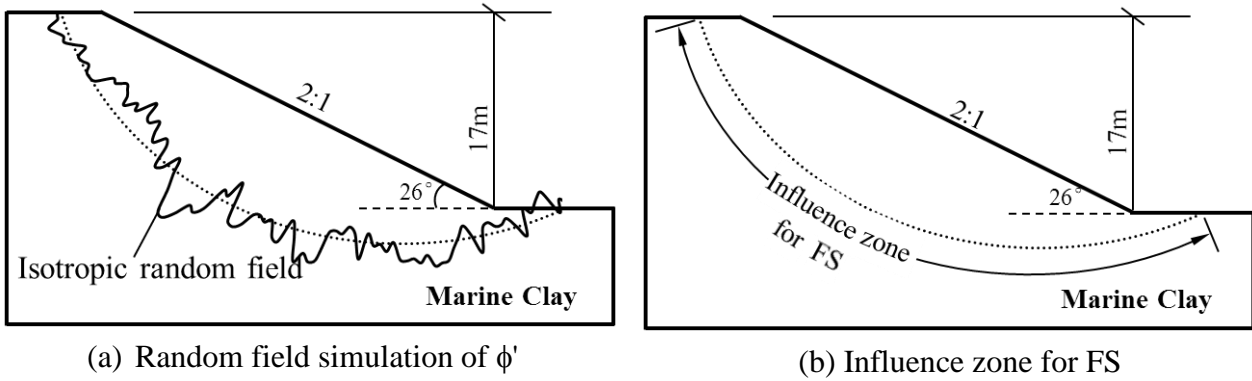 2:1
17m
26°
Isotropic random field
Marine Clay
(a) Random field simulation of ϕ'
2:1
17m
26°
Influence zone
for FS
Marine Clay
(b) Influence zone for FS